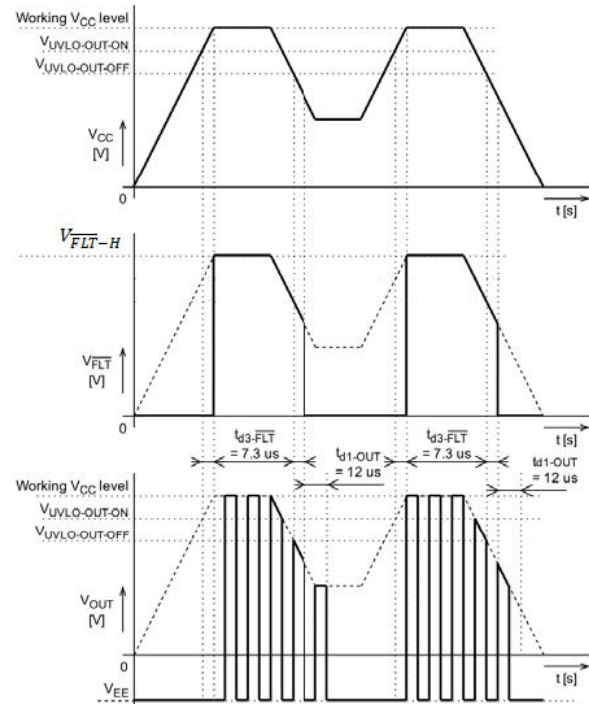 Working VCC level
VUVLO-OUT-ON
VUVLO-OUT-OFF
VCC
[V]
0
t [s]
VFLT-H
VFLT
[V]
0
t [s]
td3-FLT
= 7.3 us
td1-OUT
= 12 us
td3-FLT
= 7.3 us
td1-OUT
= 12 us
Working VCC level
VUVLO-OUT-ON
VUVLO-OUT-OFF
VOUT
[V]
0
t [s]
VEE